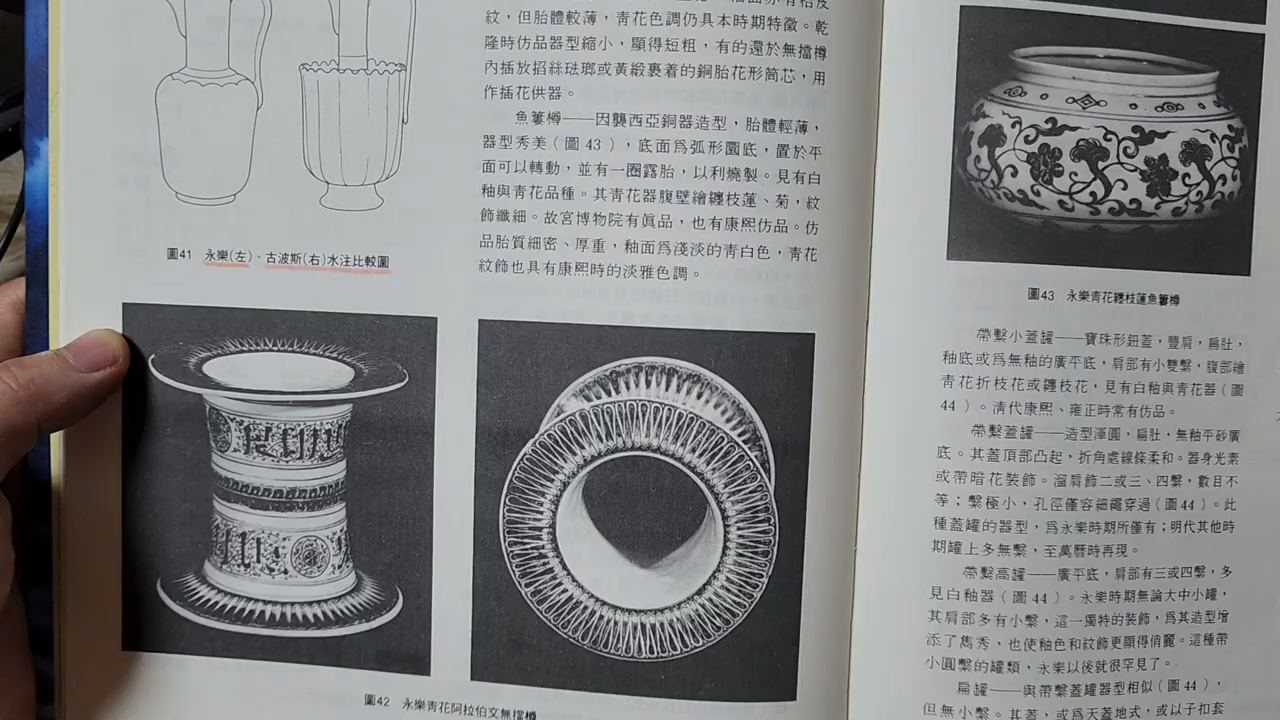 紋，但胎體較薄，青花色調仍具本時期特徵。乾
隆時仿品器型縮小，顯得短粗，有的還於無擋樽
內插放掐絲琺瑯或黃緞裹着的銅胎花形筒芯，用
作插花供器。
魚簍樽——因襲西亞銅器造型，胎體輕薄，
器型秀美（圖43），底面爲弧形圜底，置於平
面可以轉動，並有一圈露胎，以利燒製。見有白
釉與青花品種。其青花器腹壁繪纏枝蓮、菊，紋
飾纖細。故宮博物院有眞品，也有康熙仿品。仿
品胎質細密、厚重，釉面爲淺淡的青白色，青花
紋飾也具有康熙時的淡雅色調。
圖41 永樂(左)、古波斯(右)水注比較圖
圖42 永樂青花阿拉伯文無擋樽
圖43 永樂青花纏枝蓮魚簍樽
帶繫小蓋罐——寶珠形鈕蓋，豐肩，扁肚，
釉底或爲無釉的廣平底，肩部有小雙繫，腹部繪
青花折枝花或纏枝花，見有白釉與青花器（圖
44）。清代康熙、雍正時常有仿品。
帶繫蓋罐——造型渾圓，扁肚，無釉平砂廣
底。其蓋頂部凸起，折角處線條柔和。器身光素
或帶暗花裝飾。溜肩飾二或三、四繫，數目不
等；繫極小，孔徑僅容細繩穿過（圖44）。此
種蓋罐的器型，爲永樂時期所僅有；明代其他時
期罐上多無繫，至萬曆時再現。
帶繫高罐——廣平底，肩部有三或四繫，多
見白釉器（圖44）。永樂時期無論大中小罐，
其肩部多有小繫，這一獨特的裝飾，爲其造型增
添了雋秀，也使釉色和紋飾更顯得俏麗。這種帶
小圓繫的罐類，永樂以後就很罕見了。
扁罐——與帶繫蓋罐器型相似（圖44），
但無小繫。其蓋，或爲天蓋地式，或以子扣套